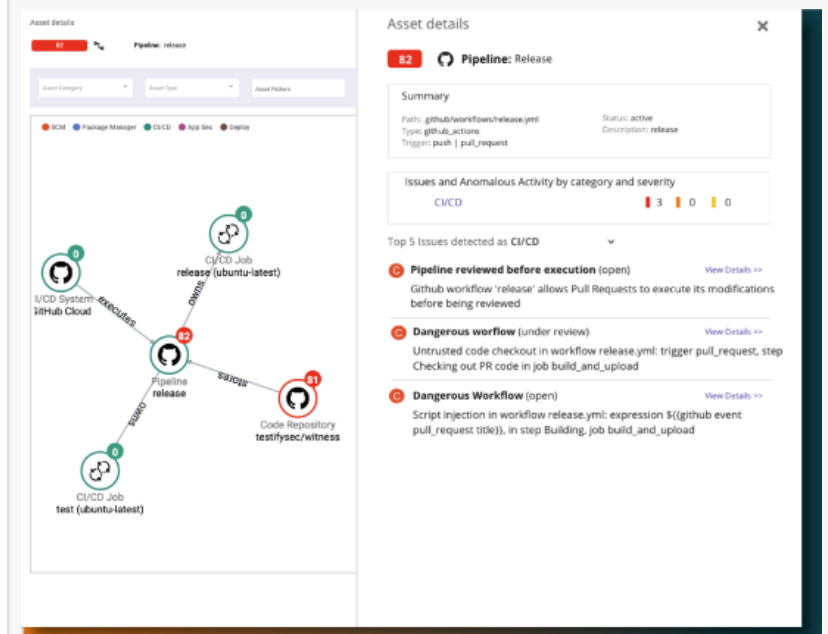 Asset details
82
Pipeline: release
Asset Category
Asset Type
Asset Pattern
SCM
Package Manager
CI/CD
App Sec
Deploy
0
CI/CD Job
release (ubuntu-latest)
0
I/CD System
GitHub Cloud
executes
owns
82
Pipeline
release
stores
81
Code Repository
testifysec/witness
owns
0
CI/CD Job
test (ubuntu-latest)
Asset details
82 Pipeline: Release
Summary
Path: .github/workflows/release.yml
Type: github_actions
Trigger: push | pull_request
Status: active
Description: release
Issues and Anomalous Activity by category and severity
CI/CD 3 0 0
Top 5 Issues detected as CI/CD
C Pipeline reviewed before execution (open) View Details >>
Github workflow 'release' allows Pull Requests to execute its modifications
before being reviewed
C Dangerous worflow (under review) View Details >>
Untrusted code checkout in workflow release.yml: trigger pull_request, step
Checking out PR code in job build_and_upload
C Dangerous Workflow (open) View Details >>
Script injection in workflow release.yml: expression ${{github event
pull_request title}}, in step Building, job build_and_upload